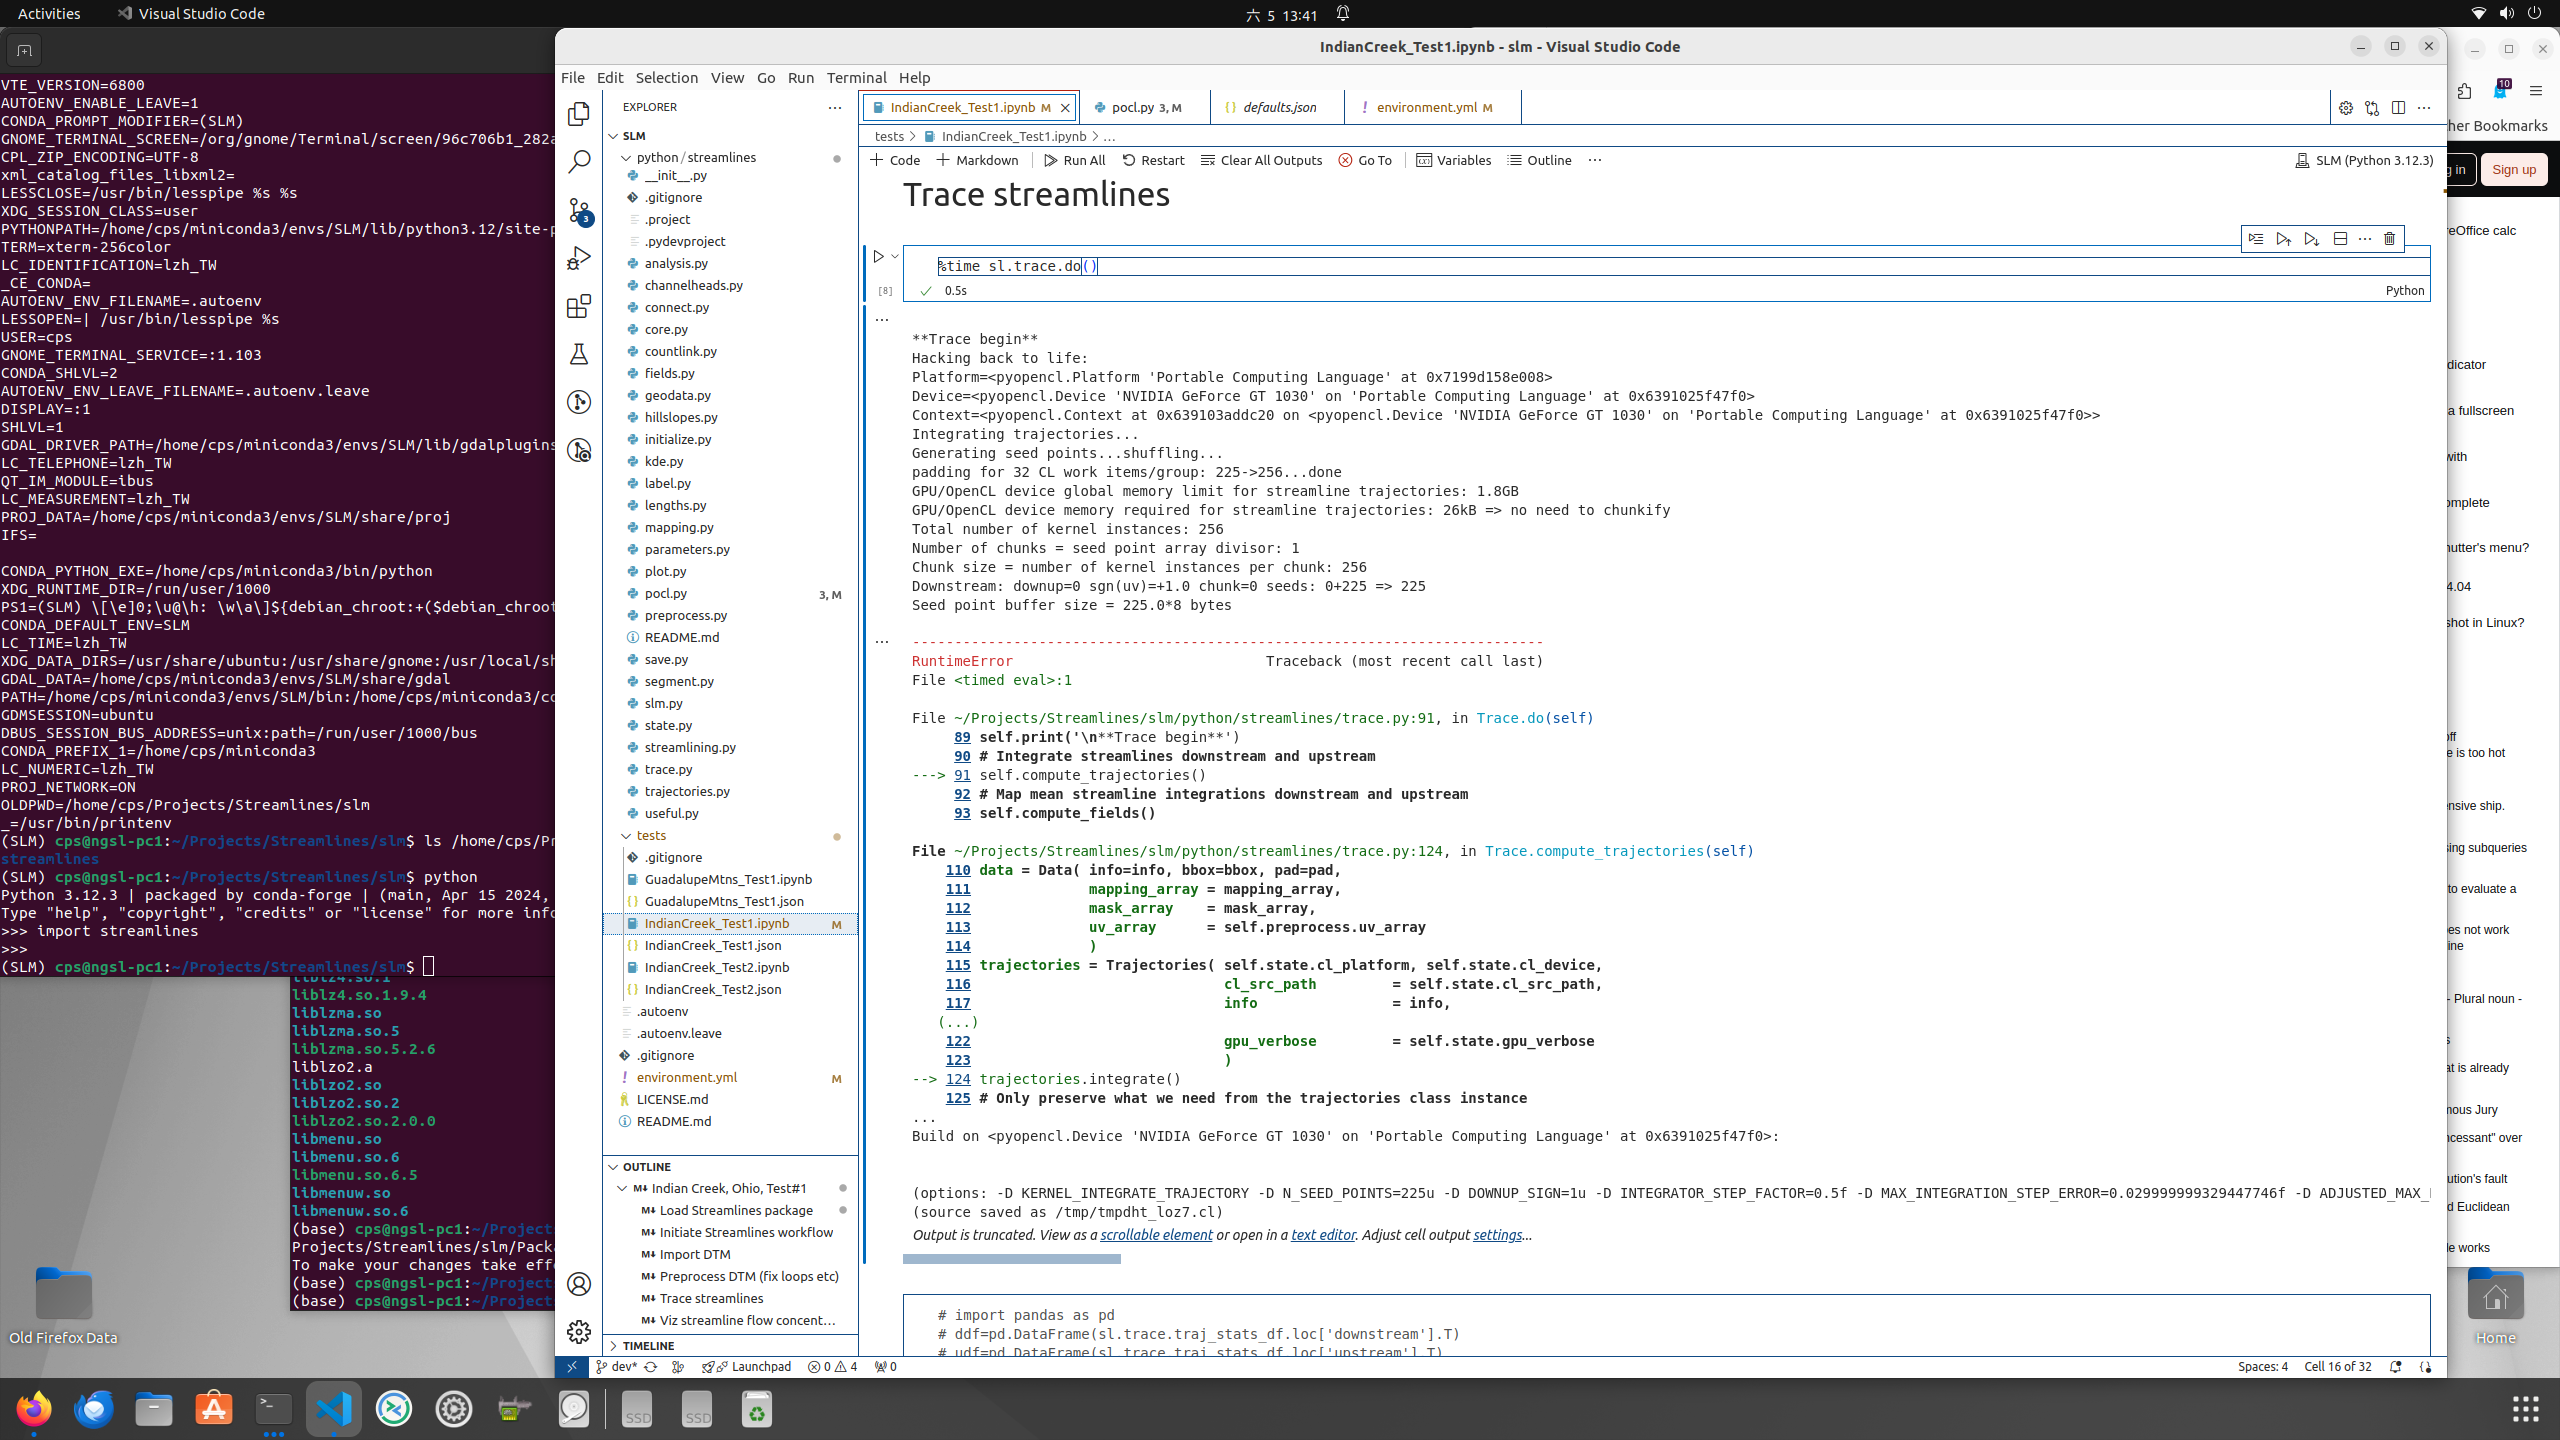 Activities
Visual Studio Code
六 5 13:41
VTE_VERSION=6800
AUTOENV_ENABLE_LEAVE=1
CONDA_PROMPT_MODIFIER=(SLM)
GNOME_TERMINAL_SCREEN=/org/gnome/Terminal/screen/96c706b1_282a
CPL_ZIP_ENCODING=UTF-8
xml_catalog_files_libxml2=
LESSCLOSE=/usr/bin/lesspipe %s %s
XDG_SESSION_CLASS=user
PYTHONPATH=/home/cps/miniconda3/envs/SLM/lib/python3.12/site-p
TERM=xterm-256color
LC_IDENTIFICATION=lzh_TW
_CE_CONDA=
AUTOENV_ENV_FILENAME=.autoenv
LESSOPEN=| /usr/bin/lesspipe %s
USER=cps
GNOME_TERMINAL_SERVICE=:1.103
CONDA_SHLVL=2
AUTOENV_ENV_LEAVE_FILENAME=.autoenv.leave
DISPLAY=:1
SHLVL=1
GDAL_DRIVER_PATH=/home/cps/miniconda3/envs/SLM/lib/gdalplugins
LC_TELEPHONE=lzh_TW
QT_IM_MODULE=ibus
LC_MEASUREMENT=lzh_TW
PROJ_DATA=/home/cps/miniconda3/envs/SLM/share/proj
IFS=
CONDA_PYTHON_EXE=/home/cps/miniconda3/bin/python
XDG_RUNTIME_DIR=/run/user/1000
PS1=(SLM) \[\e]0;\u@\h: \w\a\]${debian_chroot:+($debian_chroot
CONDA_DEFAULT_ENV=SLM
LC_TIME=lzh_TW
XDG_DATA_DIRS=/usr/share/ubuntu:/usr/share/gnome:/usr/local/sh
GDAL_DATA=/home/cps/miniconda3/envs/SLM/share/gdal
PATH=/home/cps/miniconda3/envs/SLM/bin:/home/cps/miniconda3/co
GDMSESSION=ubuntu
DBUS_SESSION_BUS_ADDRESS=unix:path=/run/user/1000/bus
CONDA_PREFIX_1=/home/cps/miniconda3
LC_NUMERIC=lzh_TW
PROJ_NETWORK=ON
OLDPWD=/home/cps/Projects/Streamlines/slm
_=/usr/bin/printenv
(SLM) cps@ngsl-pc1:~/Projects/Streamlines/slm$ ls /home/cps/Pr
streamlines
(SLM) cps@ngsl-pc1:~/Projects/Streamlines/slm$ python
Python 3.12.3 | packaged by conda-forge | (main, Apr 15 2024,
Type "help", "copyright", "credits" or "license" for more info
>>> import streamlines
>>>
(SLM) cps@ngsl-pc1:~/Projects/Streamlines/slm$
liblz4.so.1
liblz4.so.1.9.4
liblzma.so
liblzma.so.5
liblzma.so.5.2.6
liblzo2.a
liblzo2.so
liblzo2.so.2
liblzo2.so.2.0.0
libmenu.so
libmenu.so.6
libmenu.so.6.5
libmenuw.so
libmenuw.so.6
(base) cps@ngsl-pc1:~/Project
Projects/Streamlines/slm/Packa
To make your changes take effe
(base) cps@ngsl-pc1:~/Project
(base) cps@ngsl-pc1:~/Project
Old Firefox Data
IndianCreek_Test1.ipynb - slm - Visual Studio Code
File Edit Selection View Go Run Terminal Help
3
EXPLORER
SLM
python / streamlines
__init__.py
.gitignore
.project
.pydevproject
analysis.py
channelheads.py
connect.py
core.py
countlink.py
fields.py
geodata.py
hillslopes.py
initialize.py
kde.py
label.py
lengths.py
mapping.py
parameters.py
plot.py
pocl.py 3, M
preprocess.py
README.md
save.py
segment.py
slm.py
state.py
streamlining.py
trace.py
trajectories.py
useful.py
tests
.gitignore
GuadalupeMtns_Test1.ipynb
GuadalupeMtns_Test1.json
IndianCreek_Test1.ipynb M
IndianCreek_Test1.json
IndianCreek_Test2.ipynb
IndianCreek_Test2.json
.autoenv
.autoenv.leave
.gitignore
environment.yml M
LICENSE.md
README.md
OUTLINE
Indian Creek, Ohio, Test#1
Load Streamlines package
Initiate Streamlines workflow
Import DTM
Preprocess DTM (fix loops etc)
Trace streamlines
Viz streamline flow concent…
TIMELINE
IndianCreek_Test1.ipynb M
pocl.py 3, M
defaults.json
environment.yml M
tests > IndianCreek_Test1.ipynb > …
Code Markdown Run All Restart Clear All Outputs Go To Variables Outline
SLM (Python 3.12.3)
Trace streamlines
%time sl.trace.do()
[8] 0.5s Python
**Trace begin**
Hacking back to life:
Platform=<pyopencl.Platform 'Portable Computing Language' at 0x7199d158e008>
Device=<pyopencl.Device 'NVIDIA GeForce GT 1030' on 'Portable Computing Language' at 0x6391025f47f0>
Context=<pyopencl.Context at 0x639103addc20 on <pyopencl.Device 'NVIDIA GeForce GT 1030' on 'Portable Computing Language' at 0x6391025f47f0>>
Integrating trajectories...
Generating seed points...shuffling...
padding for 32 CL work items/group: 225->256...done
GPU/OpenCL device global memory limit for streamline trajectories: 1.8GB
GPU/OpenCL device memory required for streamline trajectories: 26kB => no need to chunkify
Total number of kernel instances: 256
Number of chunks = seed point array divisor: 1
Chunk size = number of kernel instances per chunk: 256
Downstream: downup=0 sgn(uv)=+1.0 chunk=0 seeds: 0+225 => 225
Seed point buffer size = 225.0*8 bytes
---------------------------------------------------------------------------
RuntimeError                              Traceback (most recent call last)
File <timed eval>:1
File ~/Projects/Streamlines/slm/python/streamlines/trace.py:91, in Trace.do(self)
89 self.print('\n**Trace begin**')
90 # Integrate streamlines downstream and upstream
---> 91 self.compute_trajectories()
92 # Map mean streamline integrations downstream and upstream
93 self.compute_fields()
File ~/Projects/Streamlines/slm/python/streamlines/trace.py:124, in Trace.compute_trajectories(self)
110 data = Data( info=info, bbox=bbox, pad=pad,
111 mapping_array = mapping_array,
112 mask_array    = mask_array,
113 uv_array      = self.preprocess.uv_array
114 )
115 trajectories = Trajectories( self.state.cl_platform, self.state.cl_device,
116 cl_src_path         = self.state.cl_src_path,
117 info                = info,
(...)
122 gpu_verbose         = self.state.gpu_verbose
123 )
--> 124 trajectories.integrate()
125 # Only preserve what we need from the trajectories class instance
...
Build on <pyopencl.Device 'NVIDIA GeForce GT 1030' on 'Portable Computing Language' at 0x6391025f47f0>:
(options: -D KERNEL_INTEGRATE_TRAJECTORY -D N_SEED_POINTS=225u -D DOWNUP_SIGN=1u -D INTEGRATOR_STEP_FACTOR=0.5f -D MAX_INTEGRATION_STEP_ERROR=0.029999999329447746f -D ADJUSTED_MAX_
(source saved as /tmp/tmpdht_loz7.cl)
Output is truncated. View as a scrollable element or open in a text editor. Adjust cell output settings...
# import pandas as pd
# ddf=pd.DataFrame(sl.trace.traj_stats_df.loc['downstream'].T)
# udf=pd.DataFrame(sl.trace.traj_stats_df.loc['upstream'].T)
dev* Launchpad 0 4 0
Spaces: 4 Cell 16 of 32
10
her Bookmarks
g in
Sign up
reOffice calc
dicator
a fullscreen
with
omplete
nutter's menu?
4.04
shot in Linux?
off
e is too hot
ensive ship.
sing subqueries
to evaluate a
oes not work
ine
- Plural noun -
s
at is already
nous Jury
ncessant" over
ution's fault
d Euclidean
le works
Home
SSD
SSD